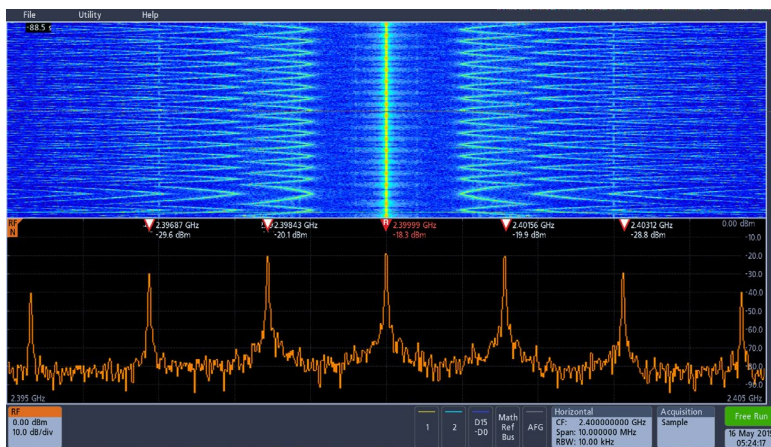 File Utility Help
-88.5 s
RF
N
2.39687 GHz
-29.6 dBm
2.39843 GHz
-20.1 dBm
R
2.39999 GHz
-18.3 dBm
2.40156 GHz
-19.9 dBm
2.40312 GHz
-28.8 dBm
0.00 dBm
-10.0
-20.0
-30.0
-40.0
-50.0
-60.0
-70.0
-80.0
-90.0
2.395 GHz
2.405 GHz
RF
0.00 dBm
10.0 dB/div
1
2
D15
-D0
Math
Ref
Bus
AFG
Horizontal
CF: 2.400000000 GHz
Span: 10.000000 MHz
RBW: 10.00 kHz
Acquisition
Sample
Free Run
16 May 201
05:24:17